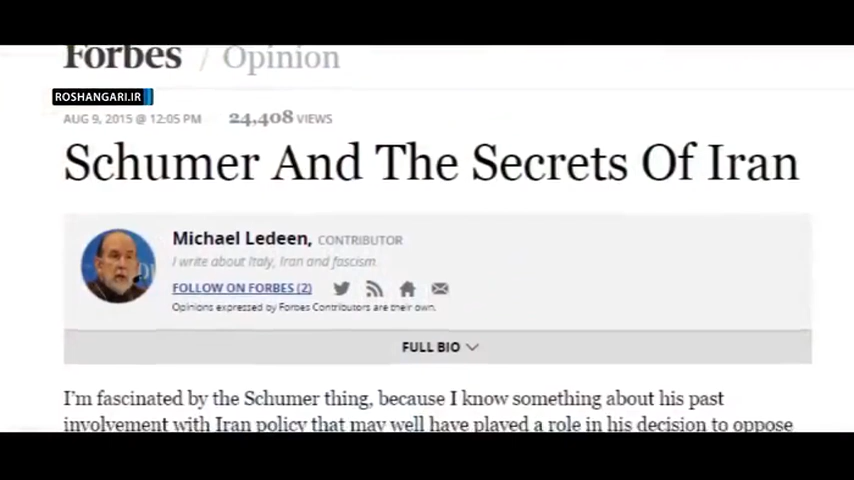 Forbes / Opinion
ROSHANGARI.IR
AUG 9, 2015 @ 12:05 PM 24,408 VIEWS
Schumer And The Secrets Of Iran
Michael Ledeen, CONTRIBUTOR
I write about Italy, Iran and fascism.
FOLLOW ON FORBES (2)
Opinions expressed by Forbes Contributors are their own.
FULL BIO
I'm fascinated by the Schumer thing, because I know something about his past
involvement with Iran policy that may well have played a role in his decision to oppose